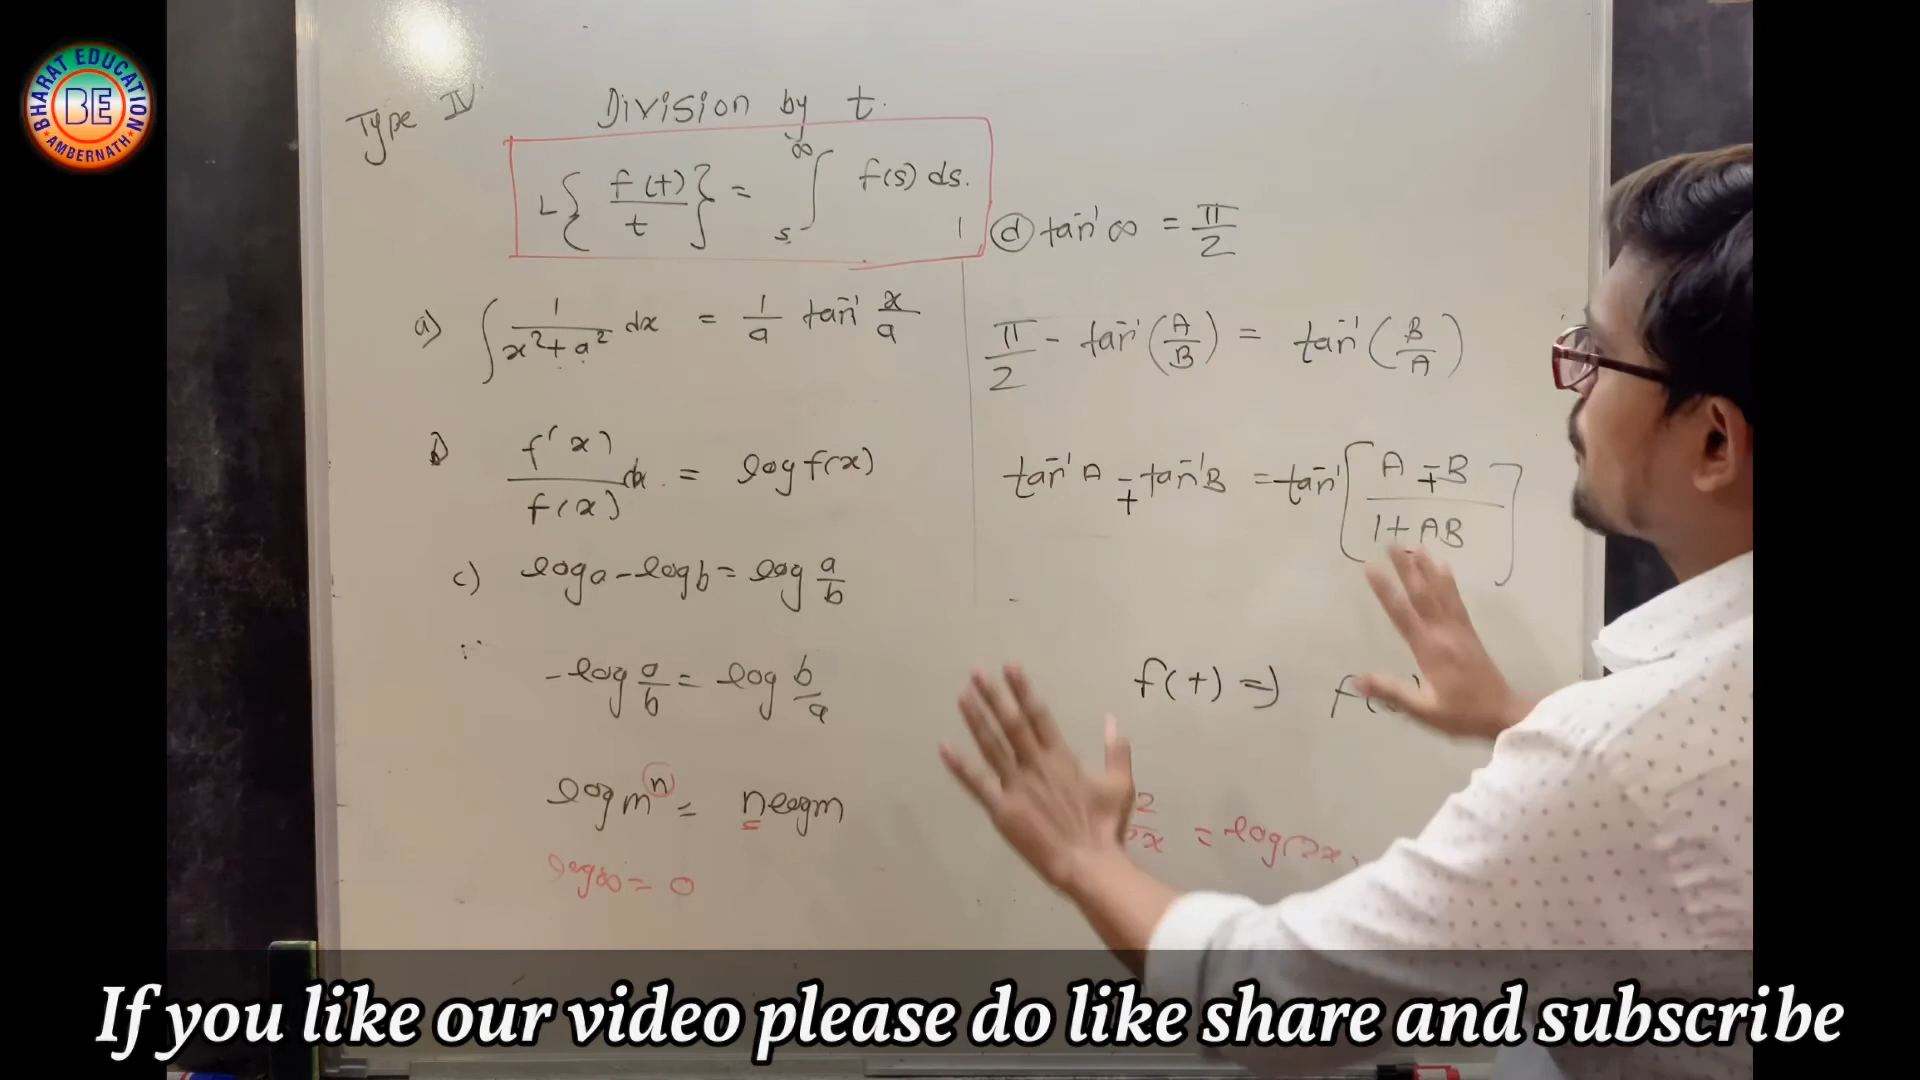 BHARAT EDUCATION
BE
AMBERNATH
Type IV
Division by t.
L{ f(t)/t } = s∫∞ f(s) ds.
a) ∫ 1/(x²+a²) dx = 1/a tan⁻¹ x/a
b) f'(x)/f(x) dx. = log f(x)
c) log a - log b = log a/b
∴
- log a/b = log b/a
log mⁿ = n log m
log ∞ = 0
d tan⁻¹ ∞ = π/2
π/2 - tan⁻¹(A/B) = tan⁻¹(B/A)
tan⁻¹ A ∓ tan⁻¹ B = tan⁻¹[ (A ∓ B)/(1 ± AB) ]
f(t) ⇒ f(
2
x = log
If you like our video please do like share and subscribe